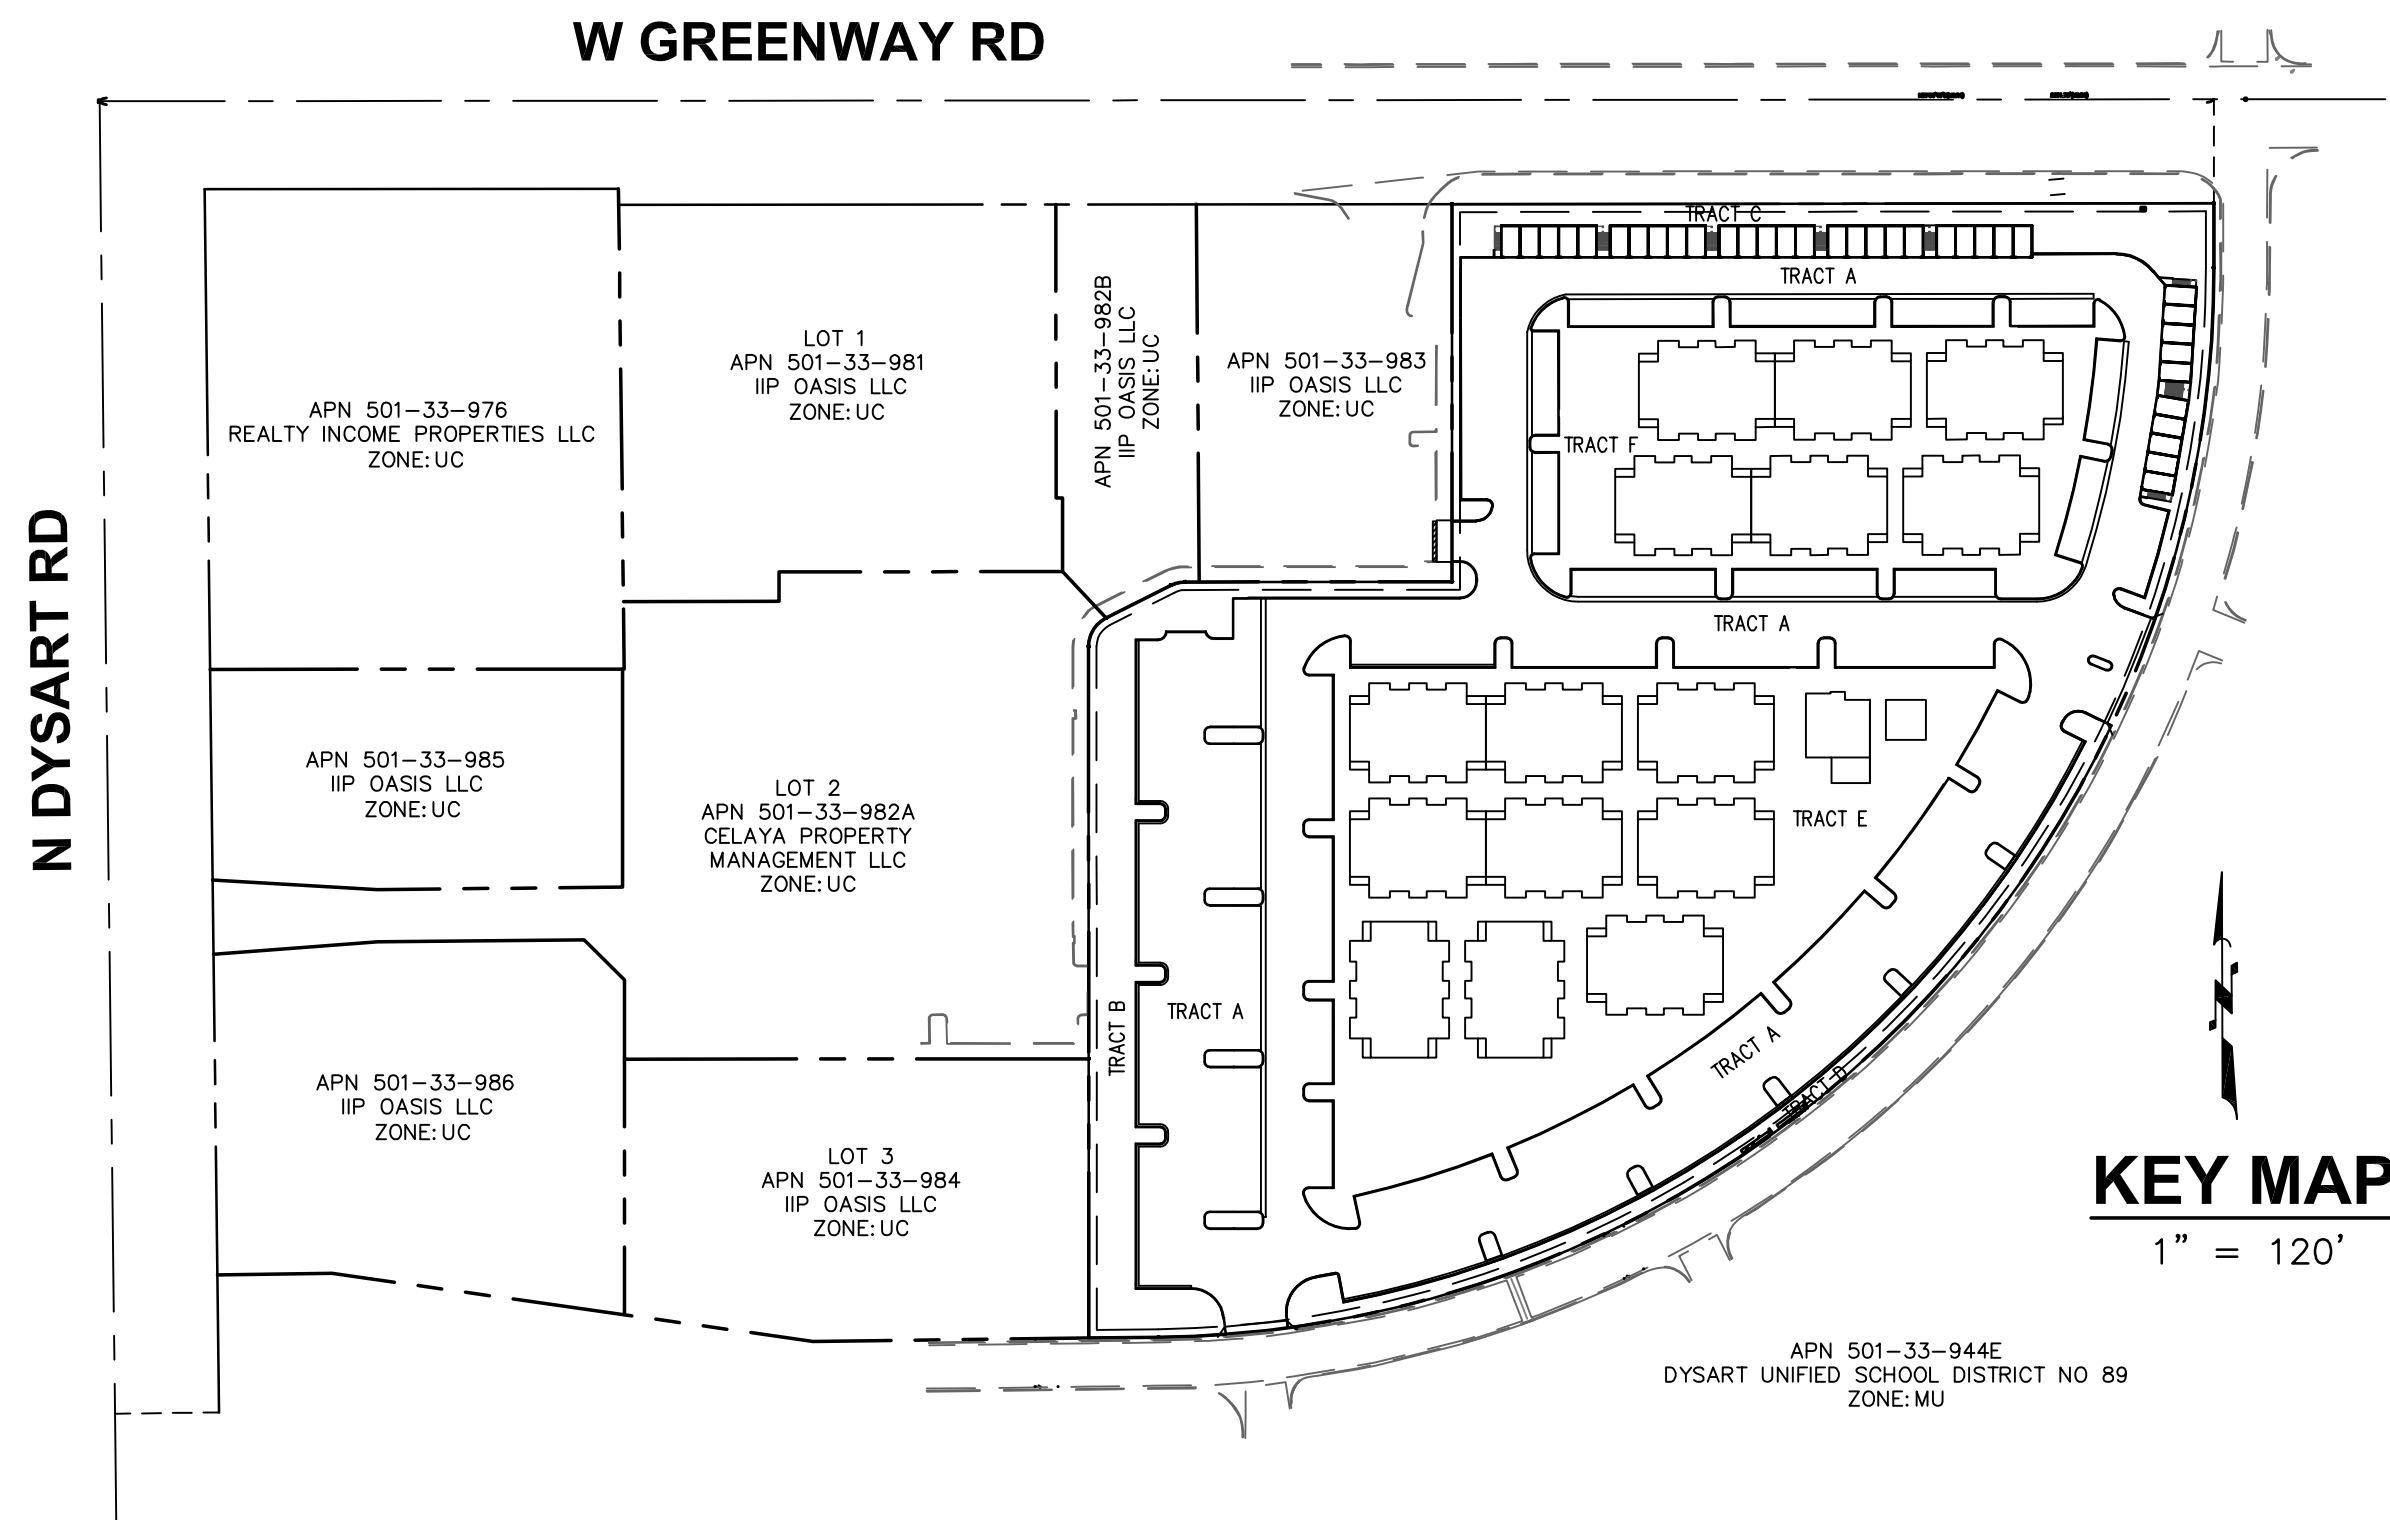 W GREENWAY RD
N DYSART RD
APN 501-33-976
REALTY INCOME PROPERTIES LLC
ZONE:UC
LOT 1
APN 501-33-981
IIP OASIS LLC
ZONE:UC
APN 501-33-982B
IIP OASIS LLC
ZONE:UC
APN 501-33-983
IIP OASIS LLC
ZONE:UC
TRACT C
TRACT A
TRACT F
TRACT A
APN 501-33-985
IIP OASIS LLC
ZONE:UC
LOT 2
APN 501-33-982A
CELAYA PROPERTY
MANAGEMENT LLC
ZONE:UC
TRACT E
TRACT B
TRACT A
TRACT A
TRACT D
APN 501-33-986
IIP OASIS LLC
ZONE:UC
LOT 3
APN 501-33-984
IIP OASIS LLC
ZONE:UC
KEY MAP
1" = 120'
APN 501-33-944E
DYSART UNIFIED SCHOOL DISTRICT NO 89
ZONE:MU